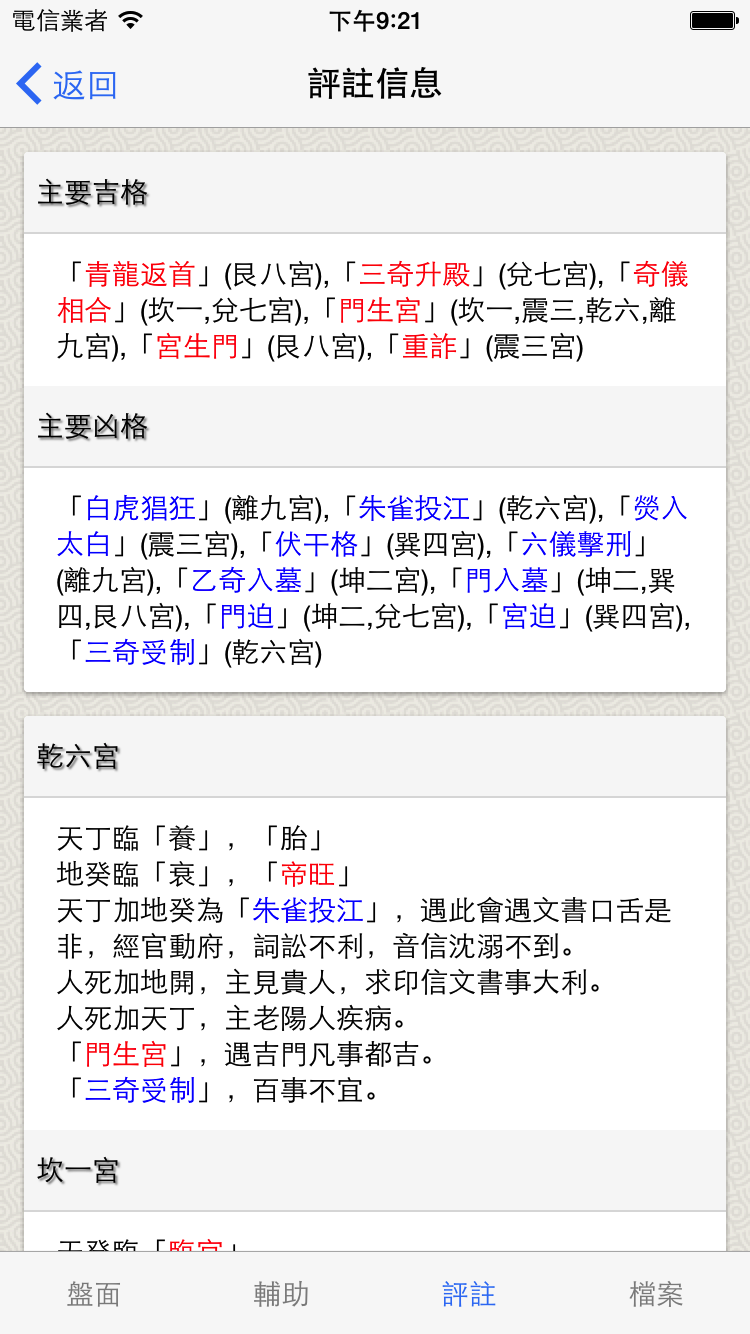 電信業者 下午9:21
返回 評註信息
主要吉格
「青龍返首」(艮八宮),「三奇升殿」(兌七宮),「奇儀
相合」(坎一,兌七宮),「門生宮」(坎一,震三,乾六,離
九宮),「宮生門」(艮八宮),「重詐」(震三宮)
主要凶格
「白虎猖狂」(離九宮),「朱雀投江」(乾六宮),「熒入
太白」(震三宮),「伏干格」(巽四宮),「六儀擊刑」
(離九宮),「乙奇入墓」(坤二宮),「門入墓」(坤二,巽
四,艮八宮),「門迫」(坤二,兌七宮),「宮迫」(巽四宮),
「三奇受制」(乾六宮)
乾六宮
天丁臨「養」，「胎」
地癸臨「衰」，「帝旺」
天丁加地癸為「朱雀投江」，遇此會遇文書口舌是
非，經官動府，詞訟不利，音信沈溺不到。
人死加地開，主見貴人，求印信文書事大利。
人死加天丁，主老陽人疾病。
「門生宮」，遇吉門凡事都吉。
「三奇受制」，百事不宜。
坎一宮
天癸臨「臨官」
盤面 輔助 評註 檔案